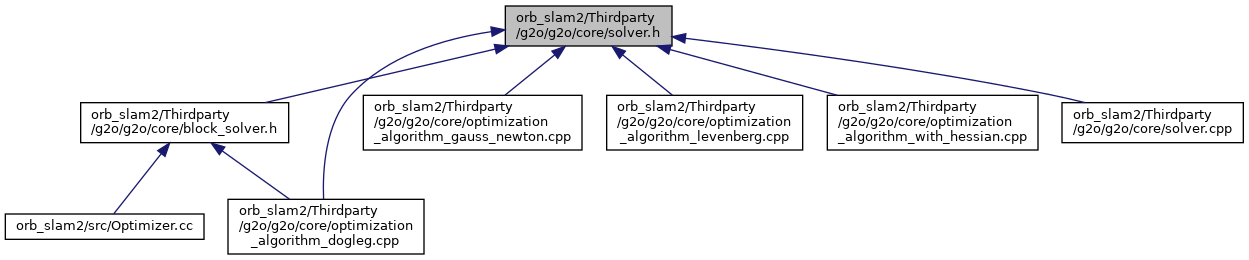 orb_slam2/Thirdparty
/g2o/g2o/core/solver.h
orb_slam2/Thirdparty
/g2o/g2o/core/block_solver.h
orb_slam2/Thirdparty
/g2o/g2o/core/optimization
_algorithm_gauss_newton.cpp
orb_slam2/Thirdparty
/g2o/g2o/core/optimization
_algorithm_levenberg.cpp
orb_slam2/Thirdparty
/g2o/g2o/core/optimization
_algorithm_with_hessian.cpp
orb_slam2/Thirdparty
/g2o/g2o/core/solver.cpp
orb_slam2/src/Optimizer.cc
orb_slam2/Thirdparty
/g2o/g2o/core/optimization
_algorithm_dogleg.cpp